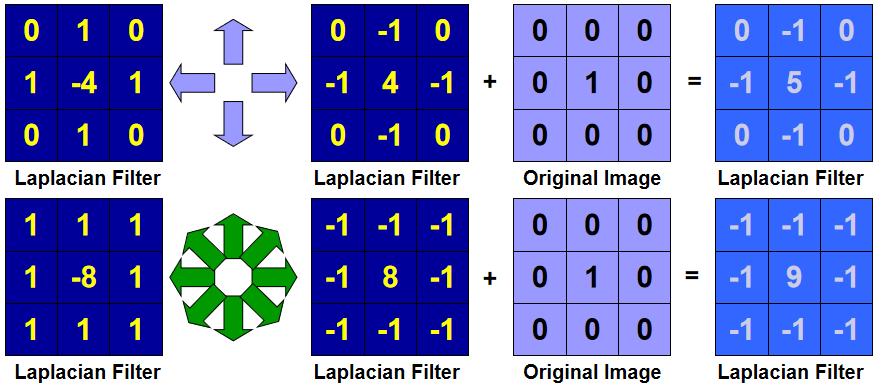 0 1 0 0 -1 0 0 0 0 0 -1 0
1 -4 1 -1 4 -1 + 0 1 0 = -1 5 -1
0 1 0 0 -1 0 0 0 0 0 -1 0
Laplacian Filter Laplacian Filter Original Image Laplacian Filter
1 1 1 -1 -1 -1 0 0 0 -1 -1 -1
1 -8 1 -1 8 -1 + 0 1 0 = -1 9 -1
1 1 1 -1 -1 -1 0 0 0 -1 -1 -1
Laplacian Filter Laplacian Filter Original Image Laplacian Filter